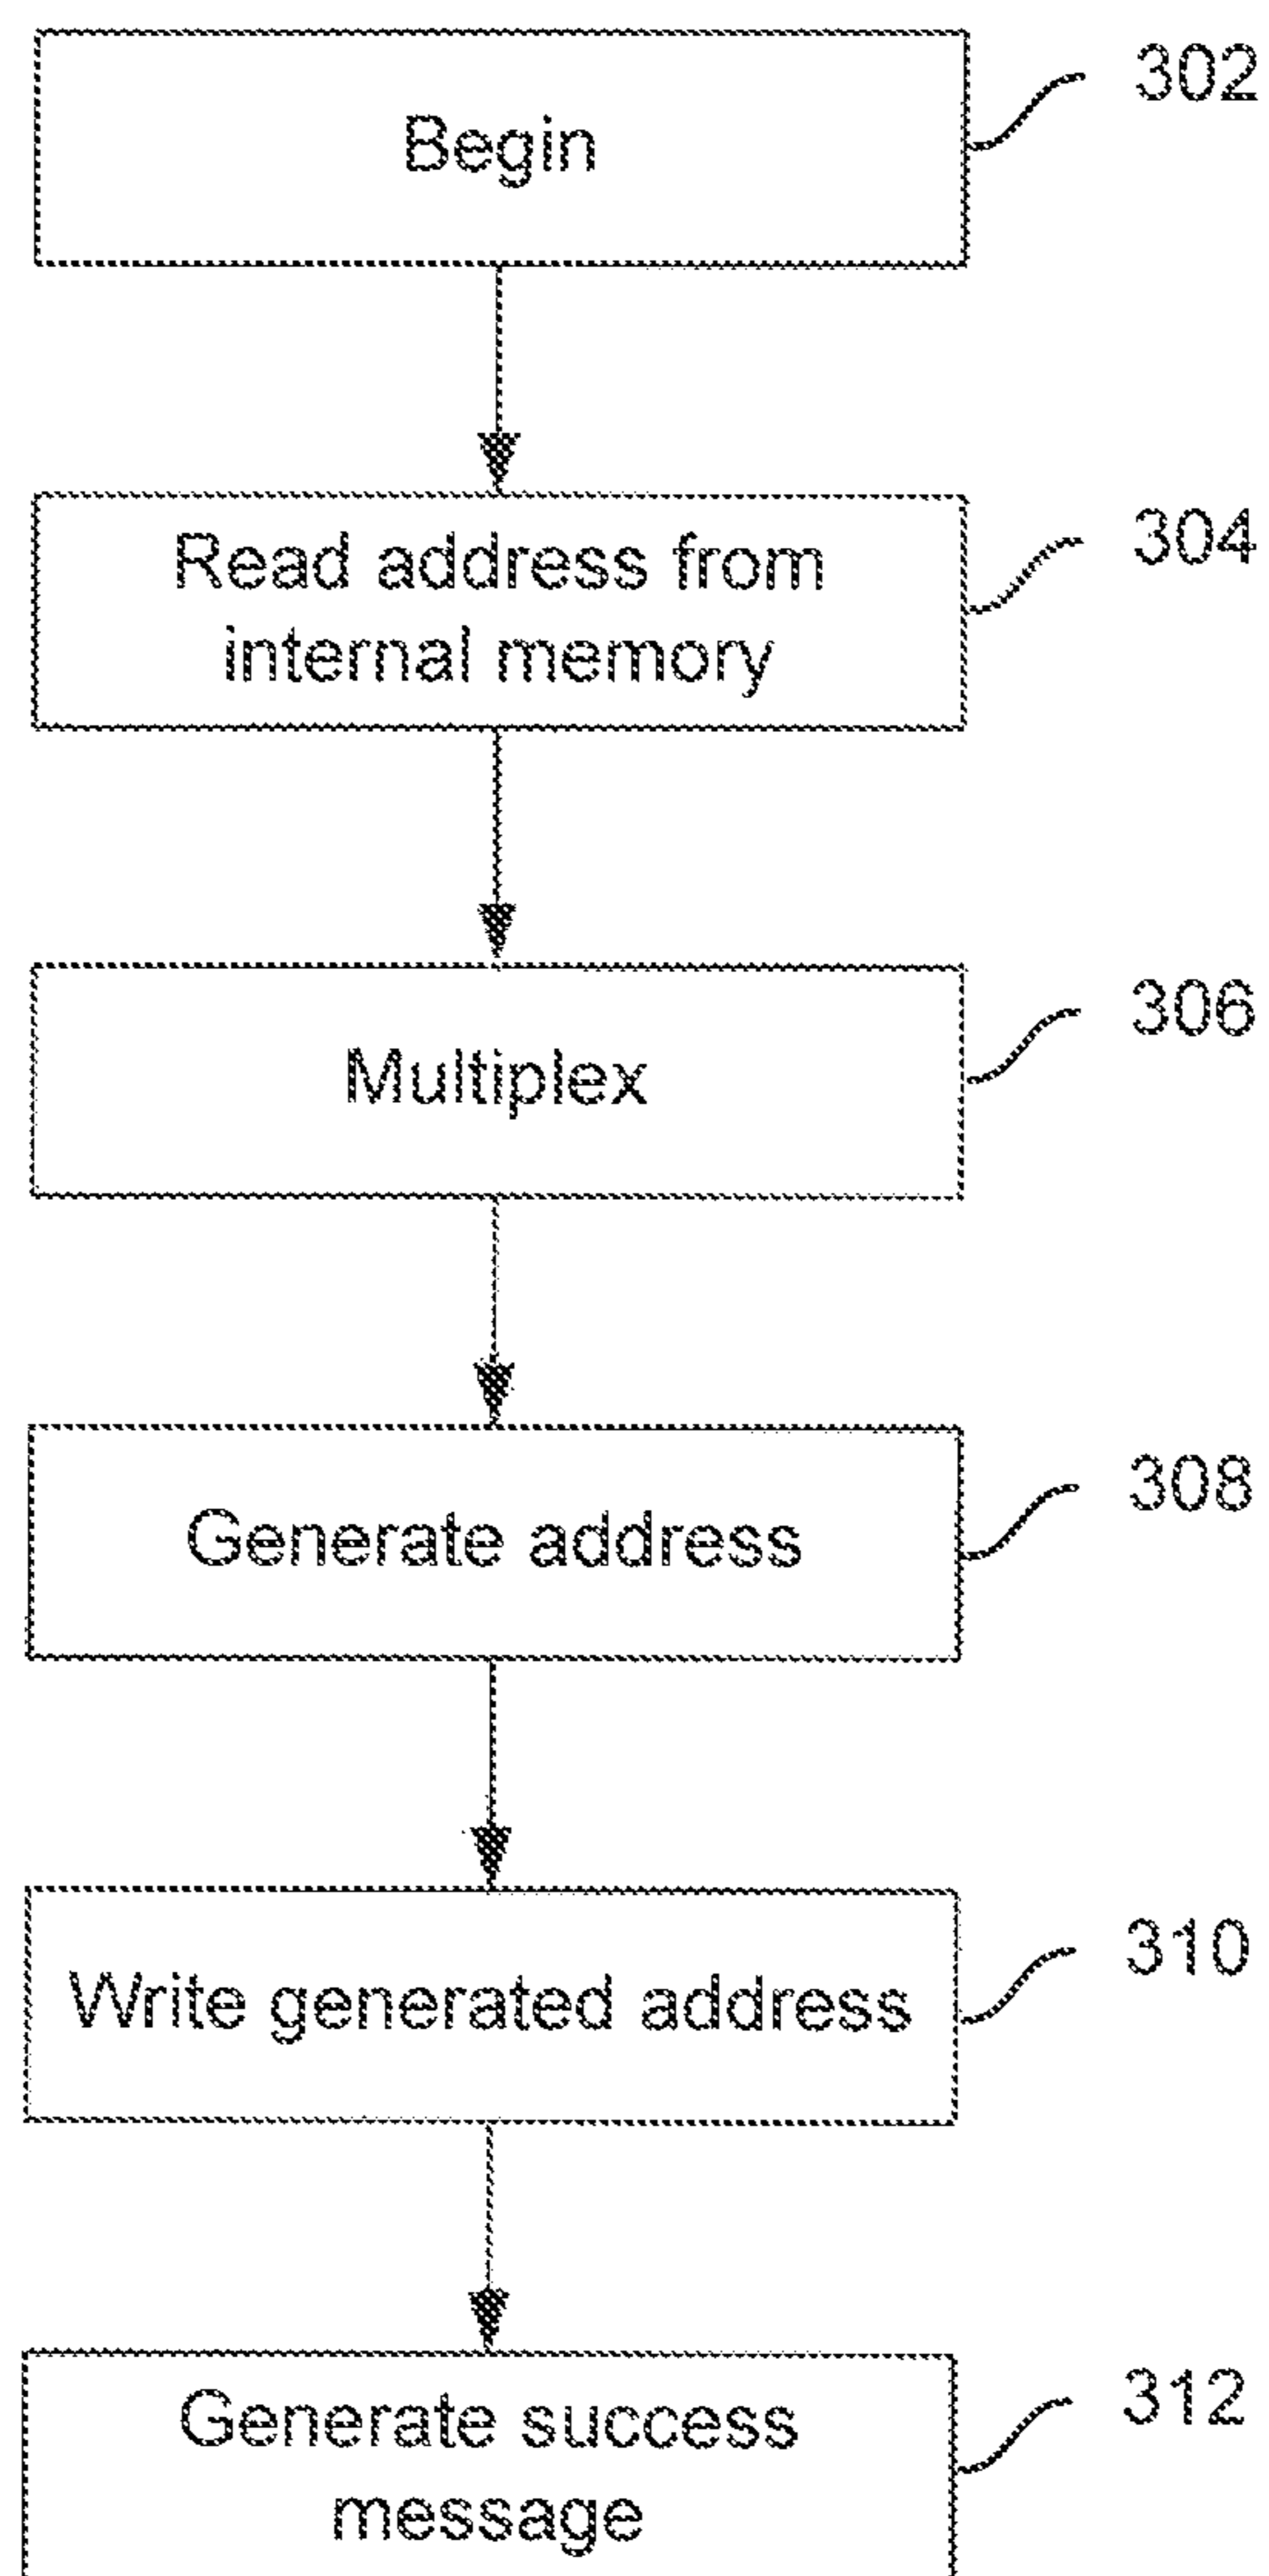 Begin
302
Read address from
internal memory
304
Multiplex
306
Generate address
308
Write generated address
310
Generate success
message
312